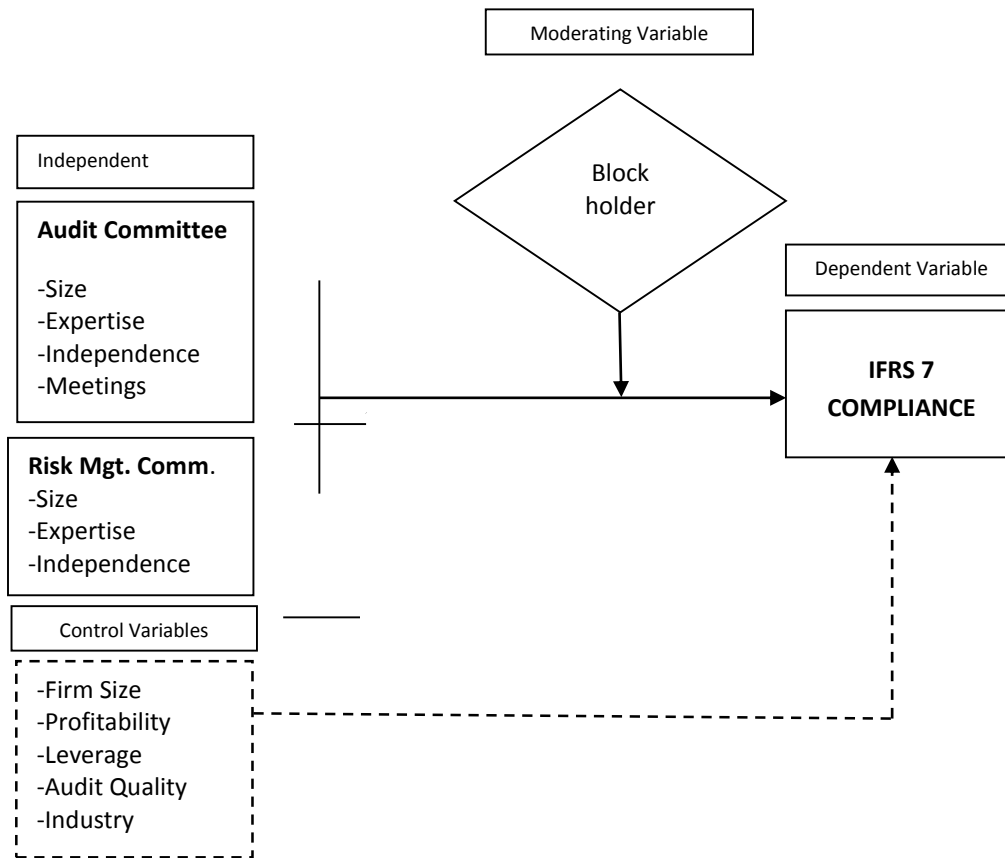 Moderating Variable
Block
holder
Independent
Audit Committee
-Size
-Expertise
-Independence
-Meetings
Dependent Variable
IFRS 7
COMPLIANCE
Risk Mgt. Comm.
-Size
-Expertise
-Independence
Control Variables
-Firm Size
-Profitability
-Leverage
-Audit Quality
-Industry